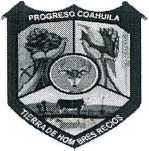 PROGRESO COAHUILA
TIERRA DE HOMBRES RECIOS